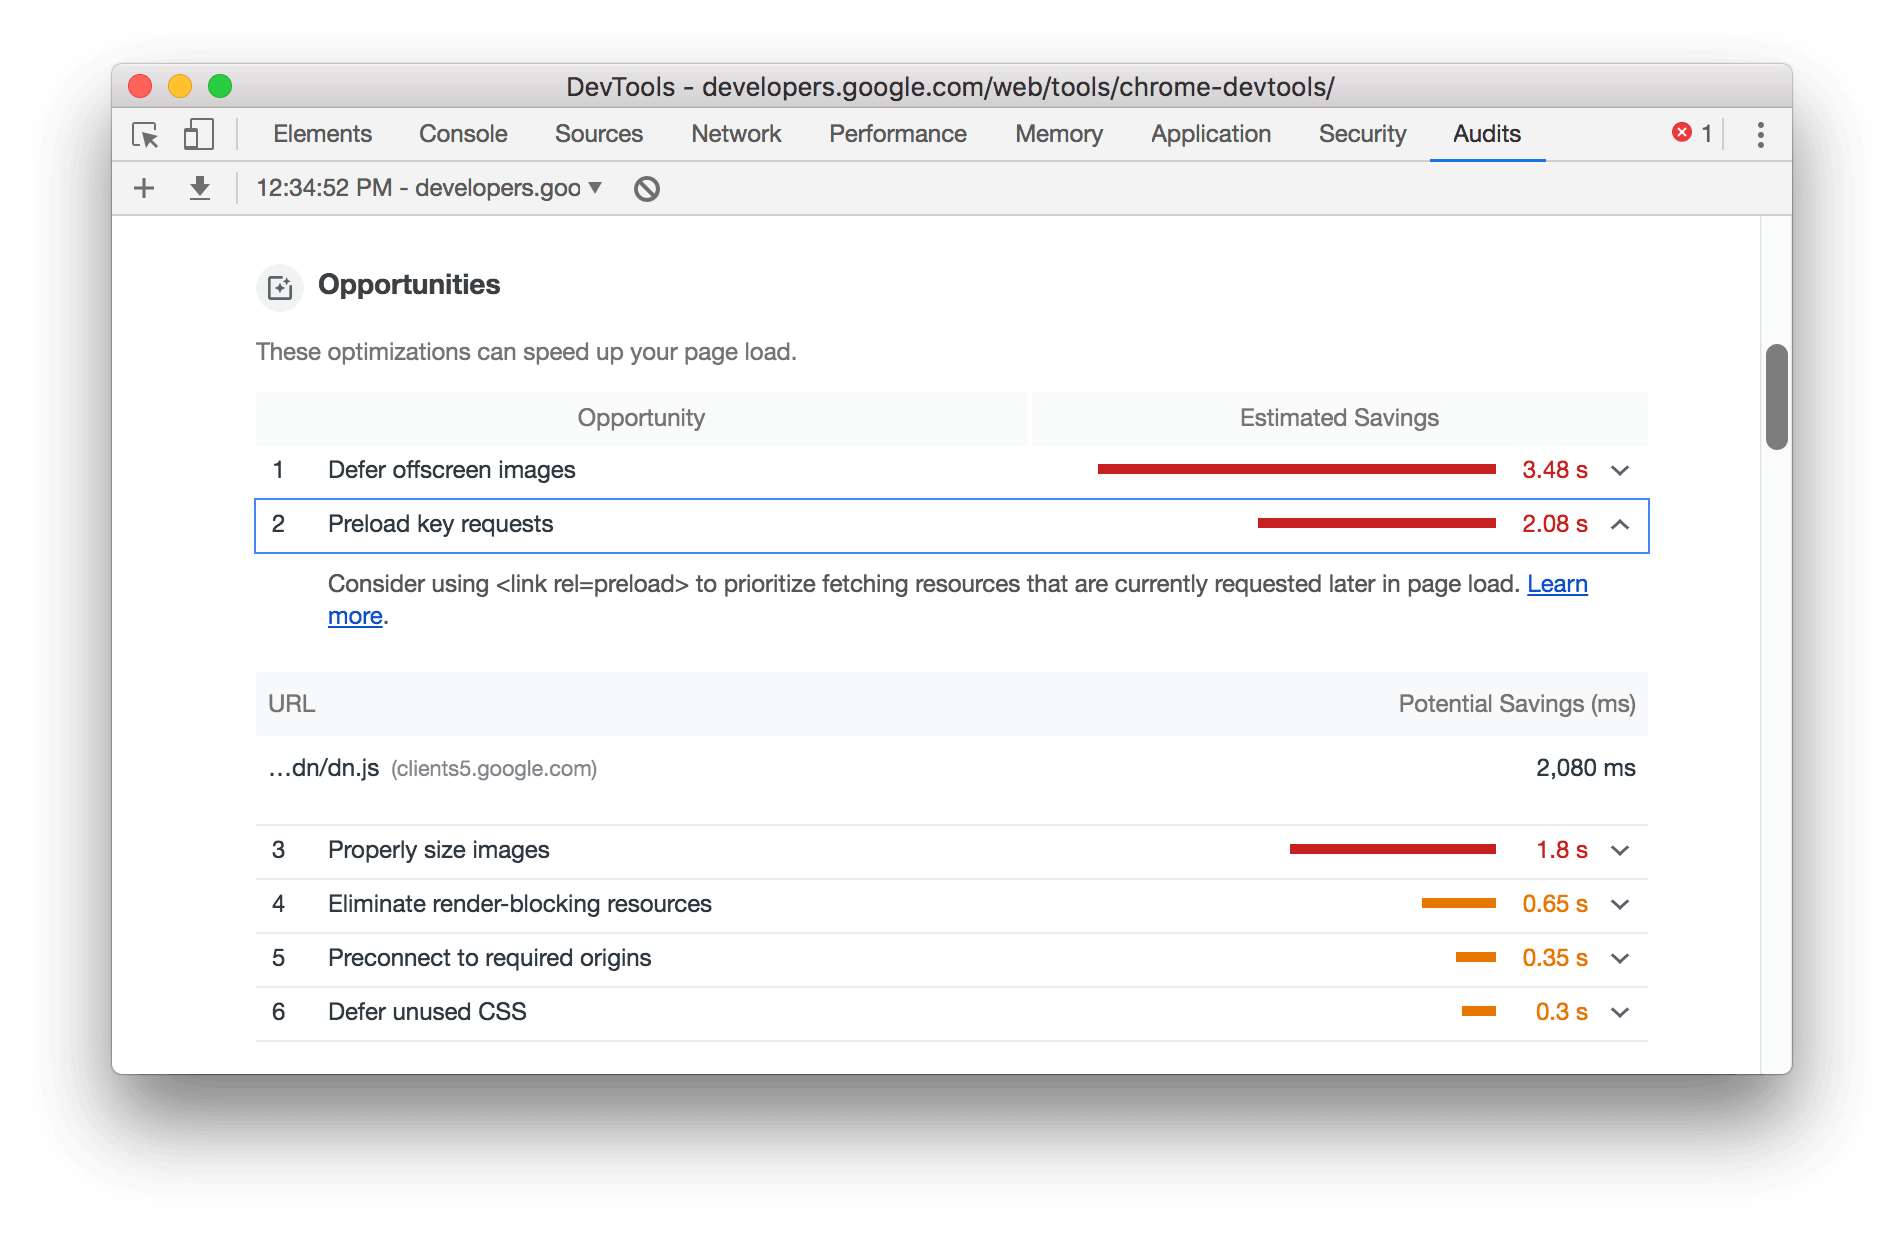 DevTools - developers.google.com/web/tools/chrome-devtools/
Elements Console Sources Network Performance Memory Application Security Audits 1
12:34:52 PM - developers.goo
Opportunities
These optimizations can speed up your page load.
Opportunity Estimated Savings
1 Defer offscreen images 3.48 s
2 Preload key requests 2.08 s
Consider using <link rel=preload> to prioritize fetching resources that are currently requested later in page load. Learn
more.
URL Potential Savings (ms)
…dn/dn.js (clients5.google.com) 2,080 ms
3 Properly size images 1.8 s
4 Eliminate render-blocking resources 0.65 s
5 Preconnect to required origins 0.35 s
6 Defer unused CSS 0.3 s